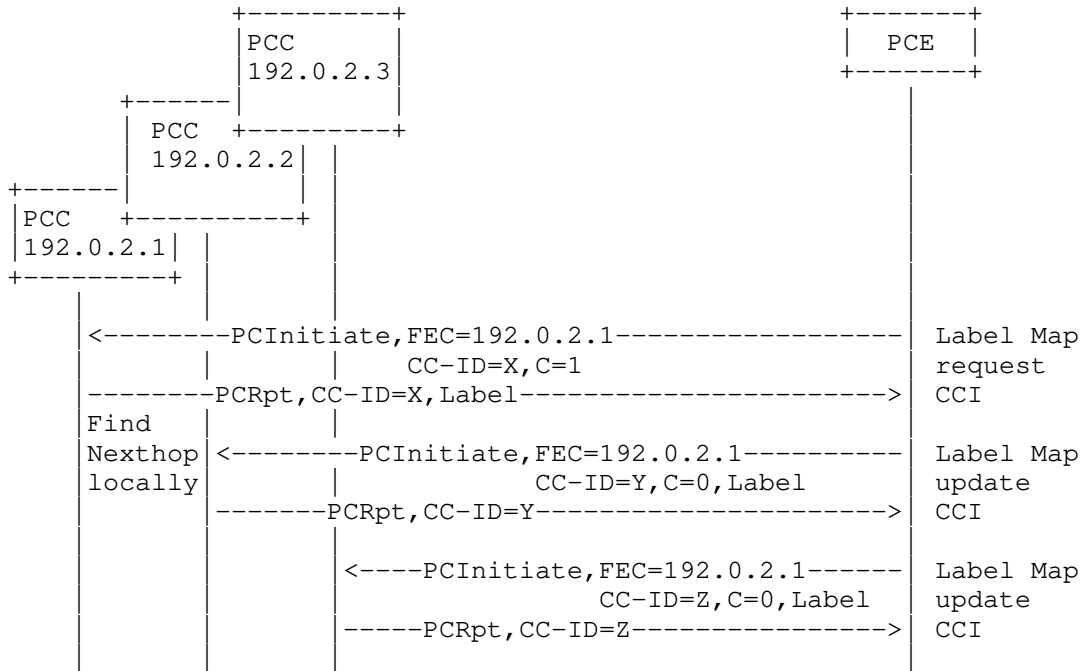 PCC PCE
192.0.2.3
PCC
192.0.2.2
PCC
192.0.2.1
<--------PCInitiate,FEC=192.0.2.1------------------ Label Map
CC-ID=X,C=1 request
--------PCRpt,CC-ID=X,Label-----------------------> CCI
Find
Nexthop <--------PCInitiate,FEC=192.0.2.1---------- Label Map
locally CC-ID=Y,C=0,Label update
-------PCRpt,CC-ID=Y----------------------> CCI
<----PCInitiate,FEC=192.0.2.1------ Label Map
CC-ID=Z,C=0,Label update
-----PCRpt,CC-ID=Z----------------> CCI